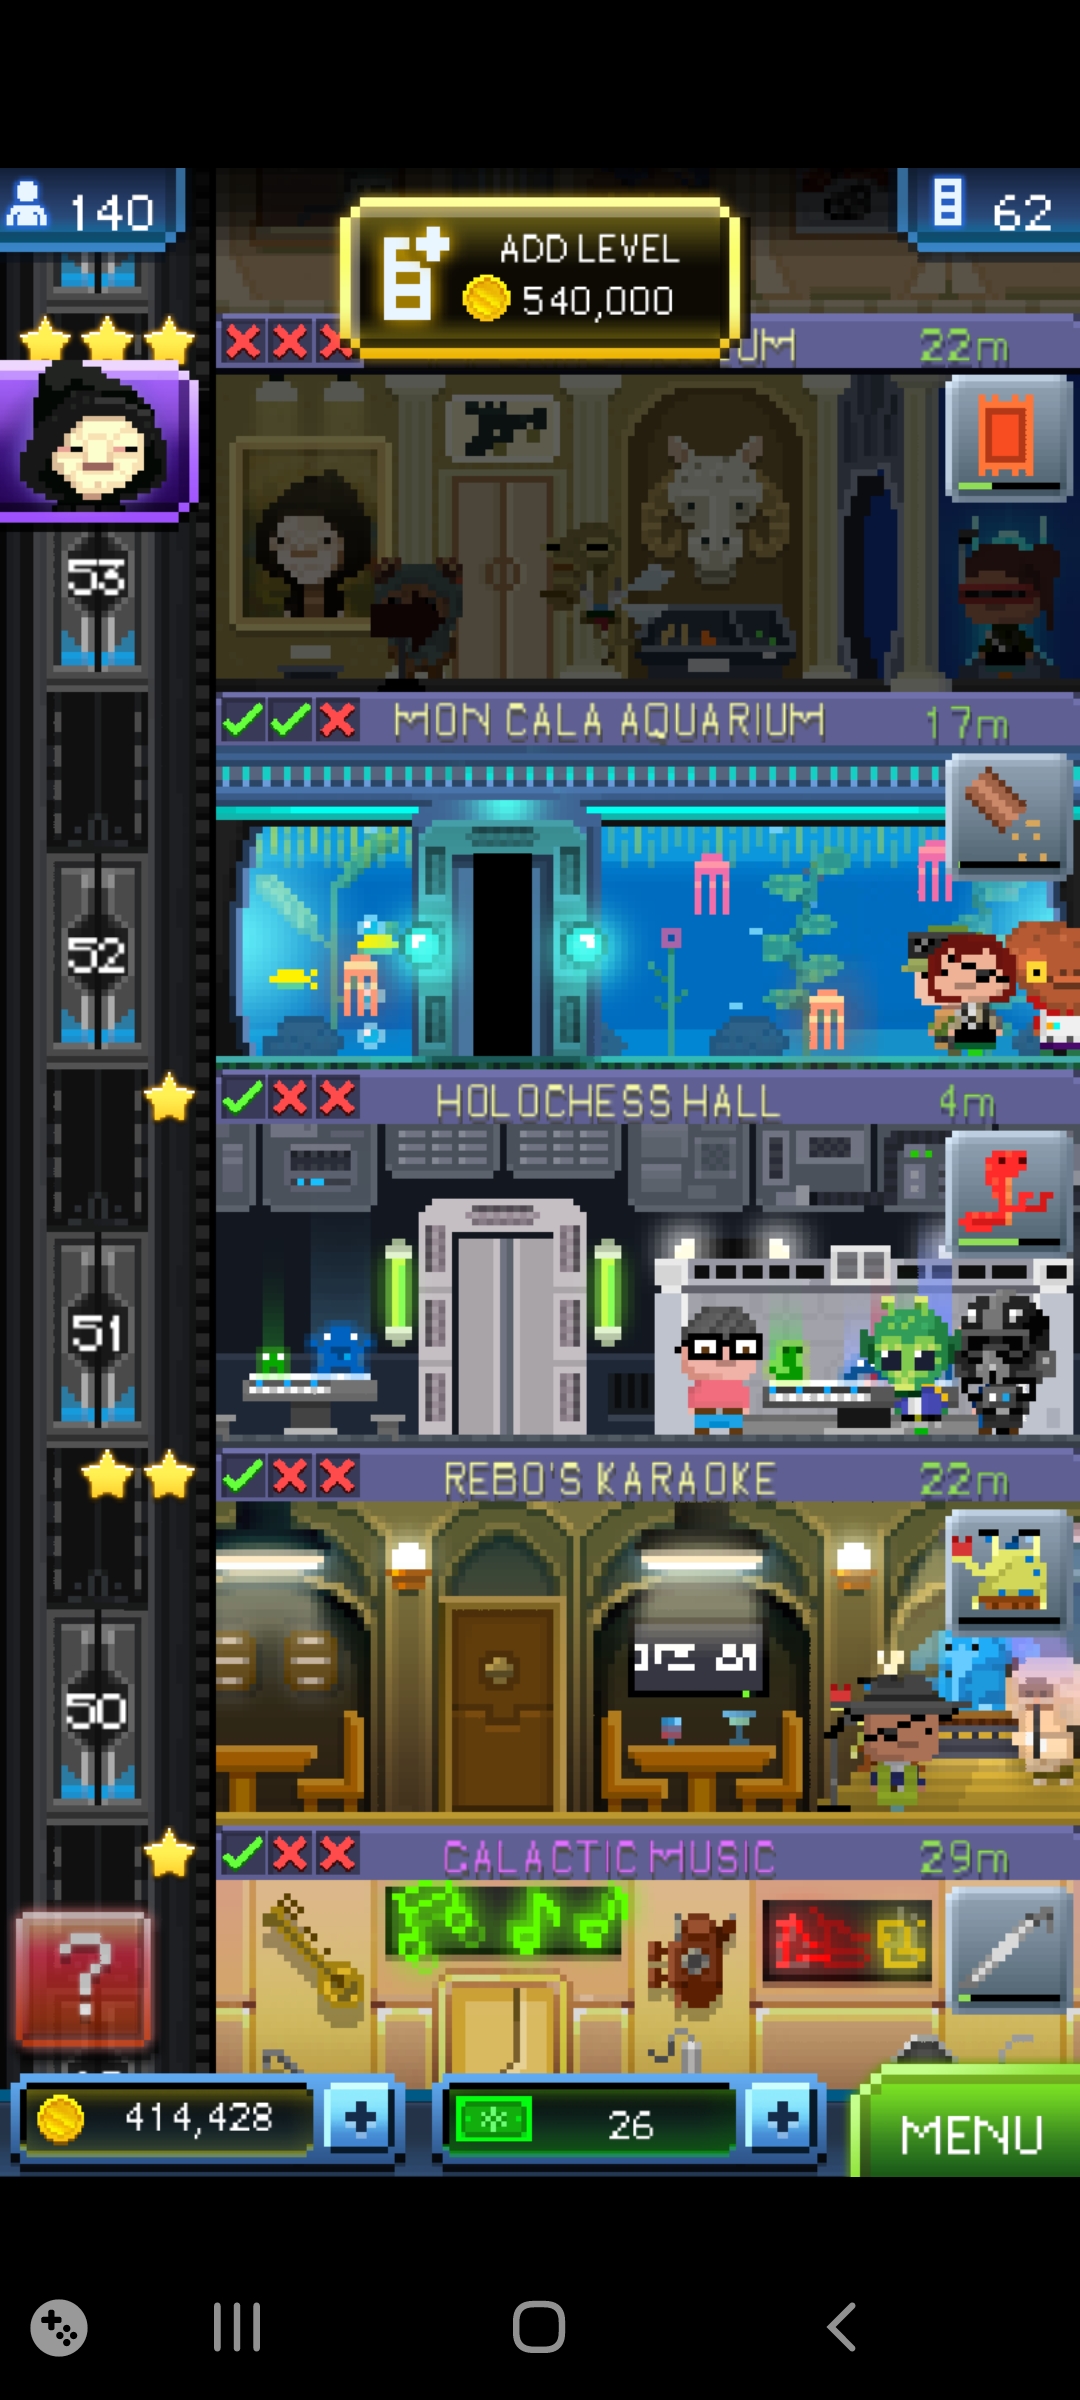 140
62
ADD LEVEL
540,000
UM 22m
53
MON CALA AQUARIUM 17m
52
HOLOCHESS HALL 4m
51
REBO'S KARAOKE 22m
50
GALACTIC MUSIC 29m
?
414,428
26
MENU